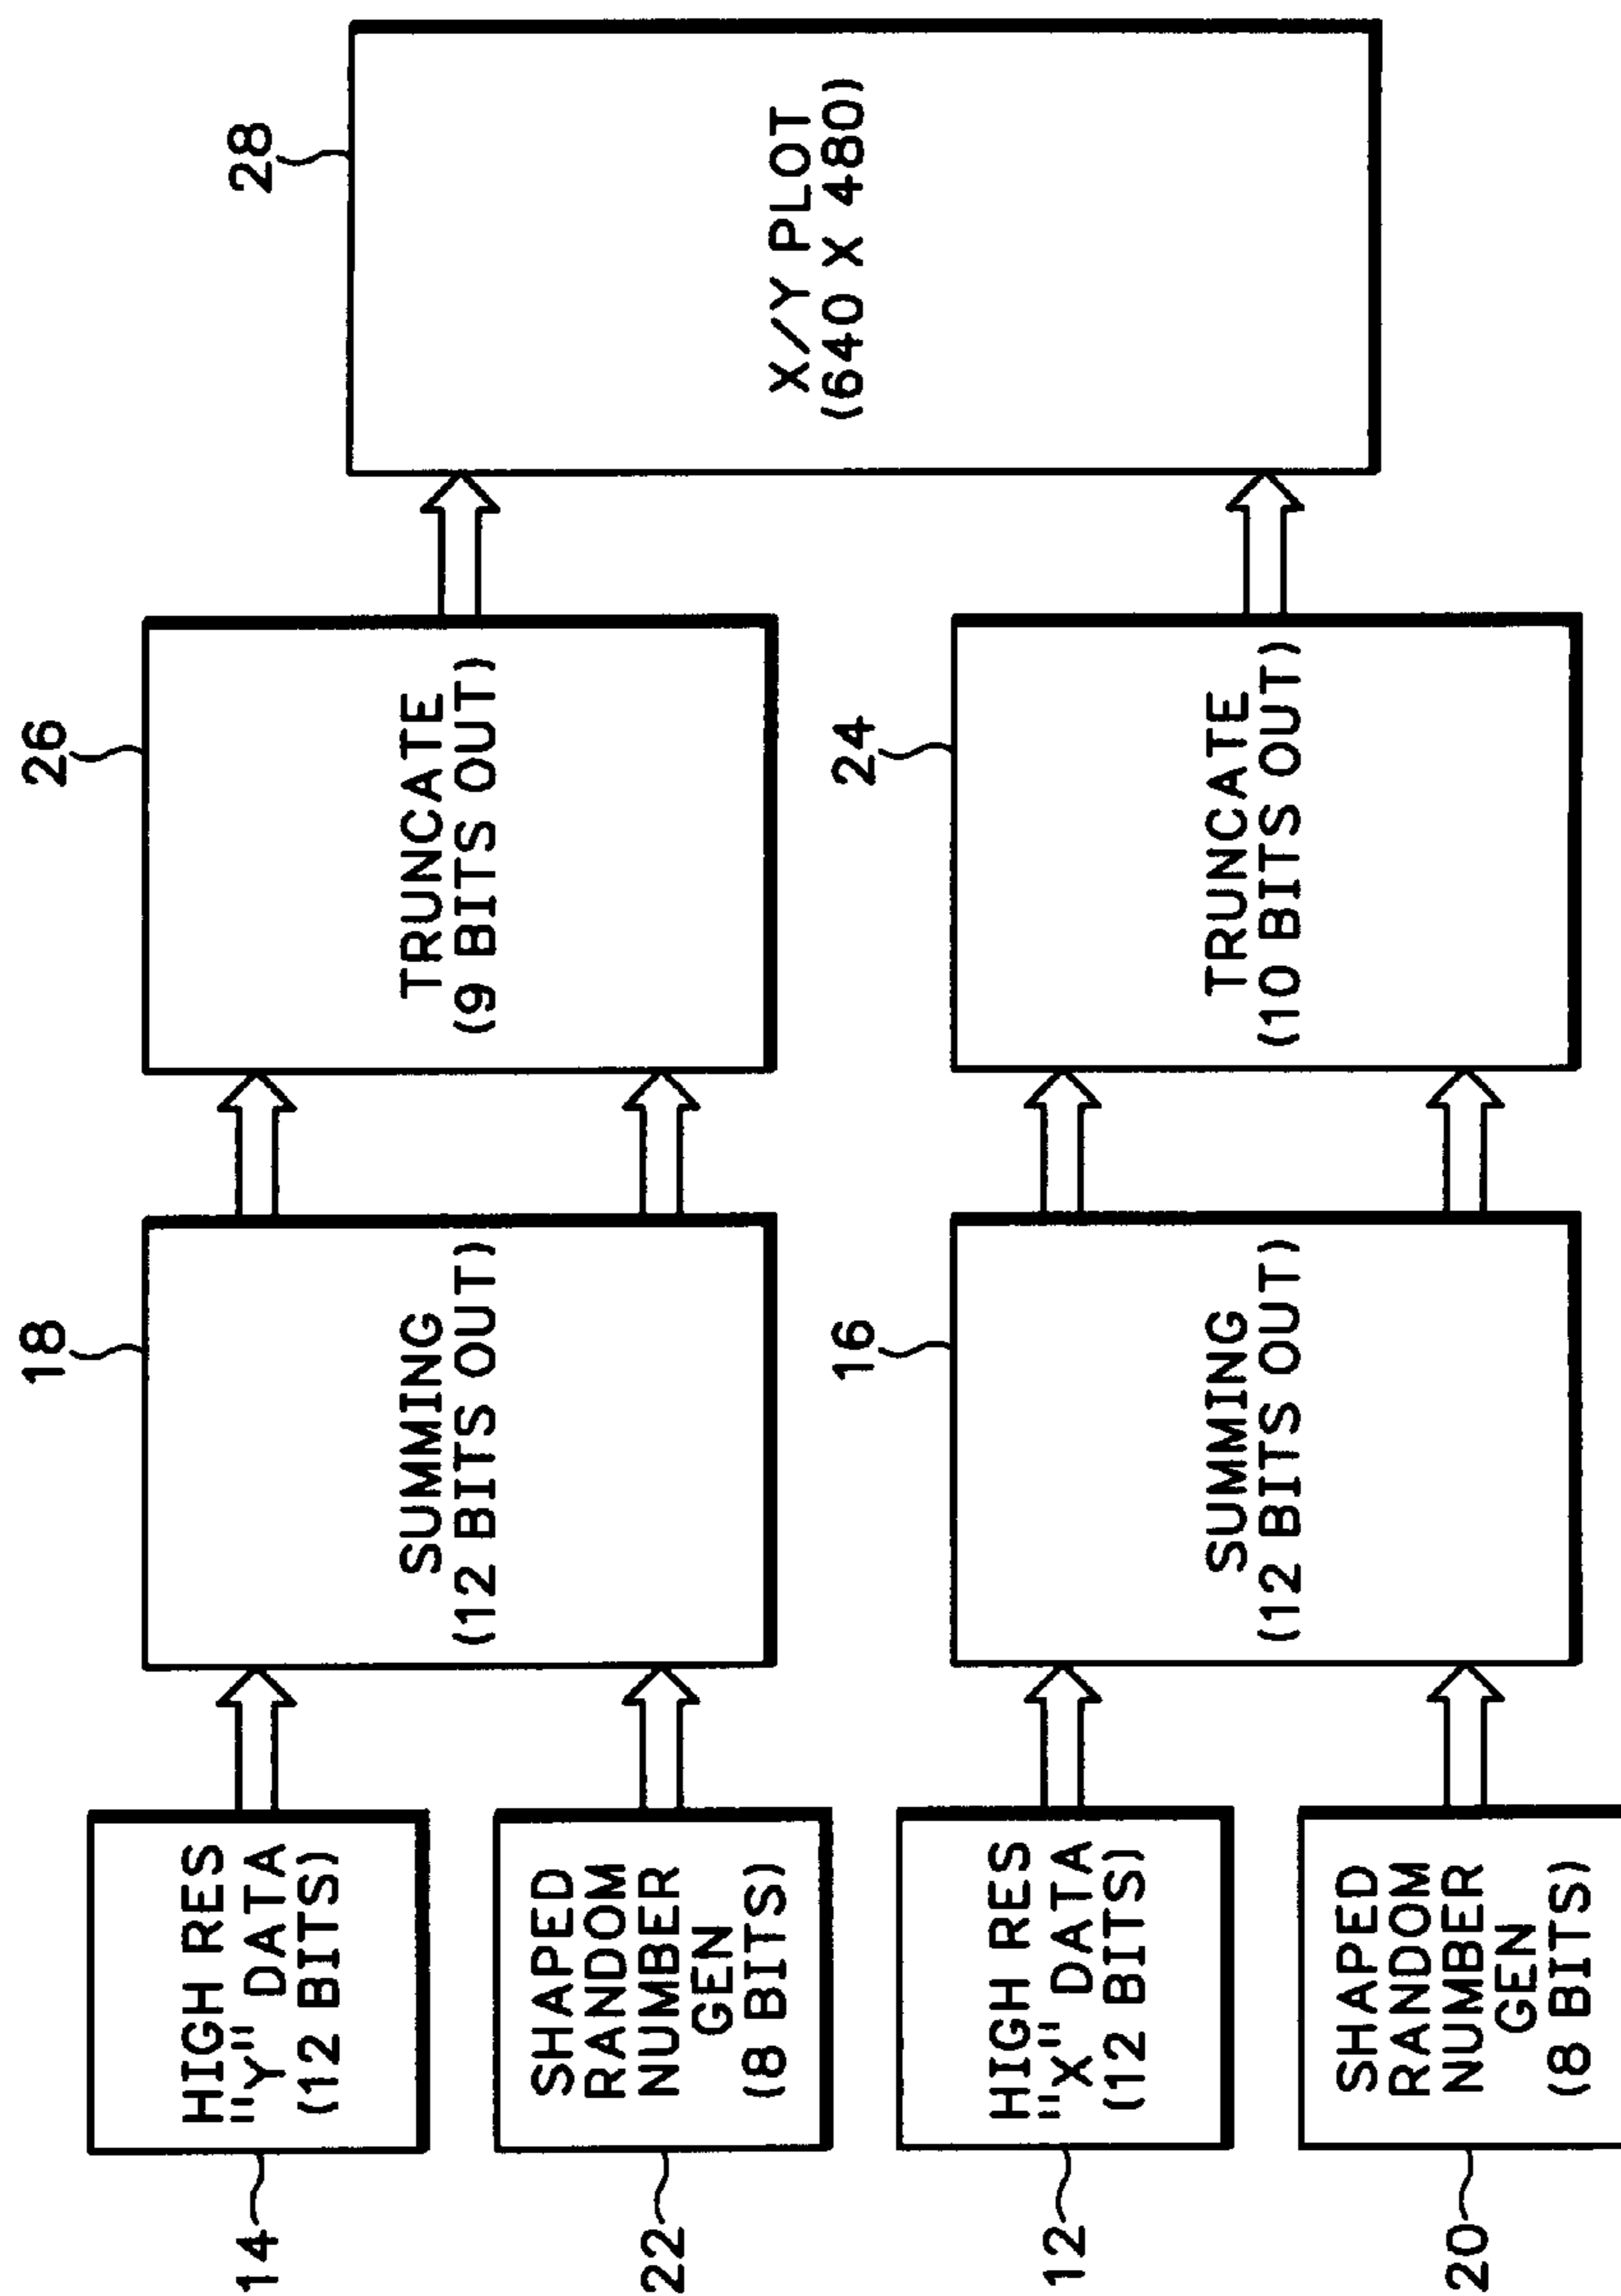 14
HIGH RES
"Y" DATA
(12 BITS)
22
SHAPED
RANDOM
NUMBER
GEN
(8 BITS)
18
SUMMING
(12 BITS OUT)
26
TRUNCATE
(9 BITS OUT)
12
HIGH RES
"X" DATA
(12 BITS)
20
SHAPED
RANDOM
NUMBER
GEN
(8 BITS)
16
SUMMING
(12 BITS OUT)
24
TRUNCATE
(10 BITS OUT)
28
X/Y PLOT
(640 X 480)